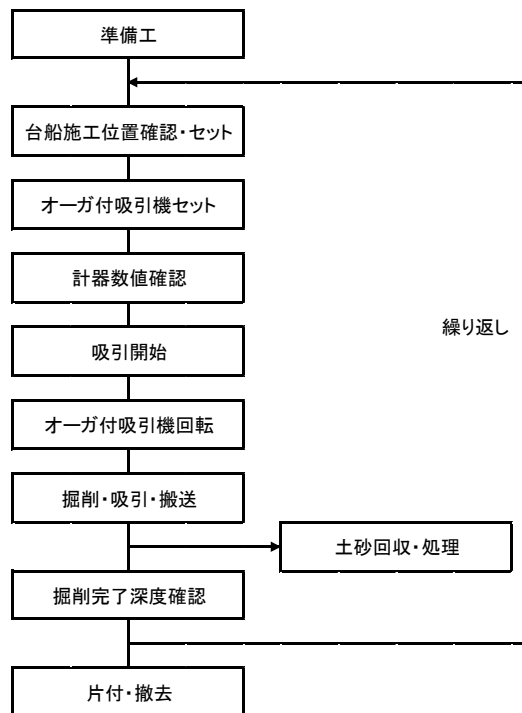 準備工
台船施工位置確認・セット
オーガ付吸引機セット
計器数値確認
繰り返し
吸引開始
オーガ付吸引機回転
掘削・吸引・搬送
土砂回収・処理
掘削完了深度確認
片付・撤去